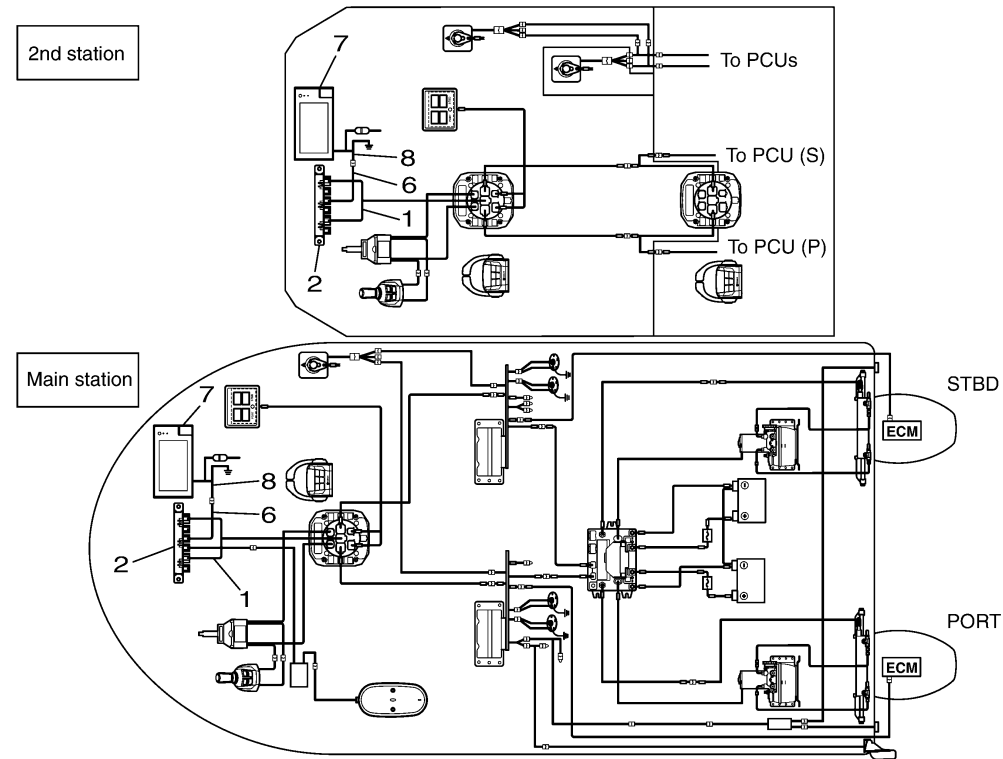 2nd station
7
To PCUs
8
To PCU (S)
6
1
To PCU (P)
2
Main station
7
STBD
ECM
8
6
2
1
PORT
ECM